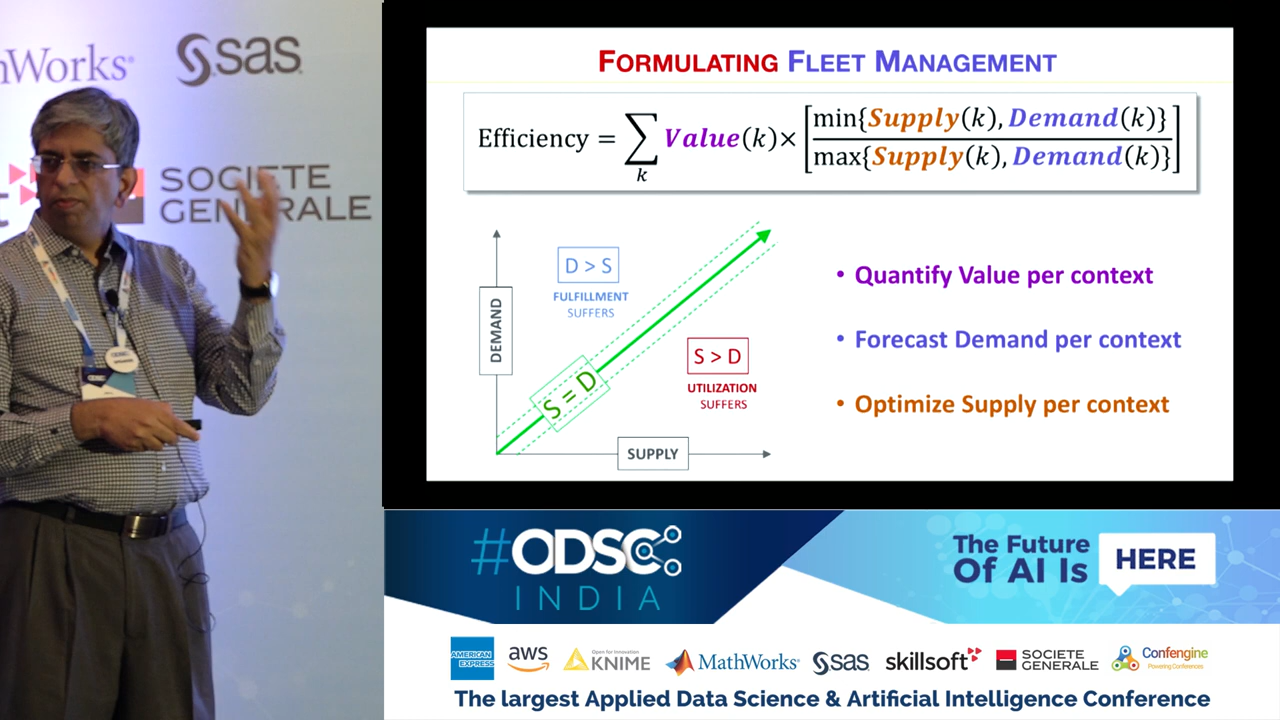 nWorks®
sas
SOCIETE
GENERALE
ODSC
FORMULATING FLEET MANAGEMENT
Efficiency = ∑ k Value(k) × [min{Supply(k), Demand(k)} / max{Supply(k), Demand(k)}]
D > S
FULFILLMENT
SUFFERS
DEMAND
S = D
S > D
UTILIZATION
SUFFERS
SUPPLY
• Quantify Value per context
• Forecast Demand per context
• Optimize Supply per context
#ODSC
INDIA
The Future
Of AI Is
HERE
AMERICAN
EXPRESS
aws
Open for Innovation
KNIME
MathWorks®
sas
skillsoft
SOCIETE
GENERALE
Confengine
Powering Conferences
The largest Applied Data Science & Artificial Intelligence Conference